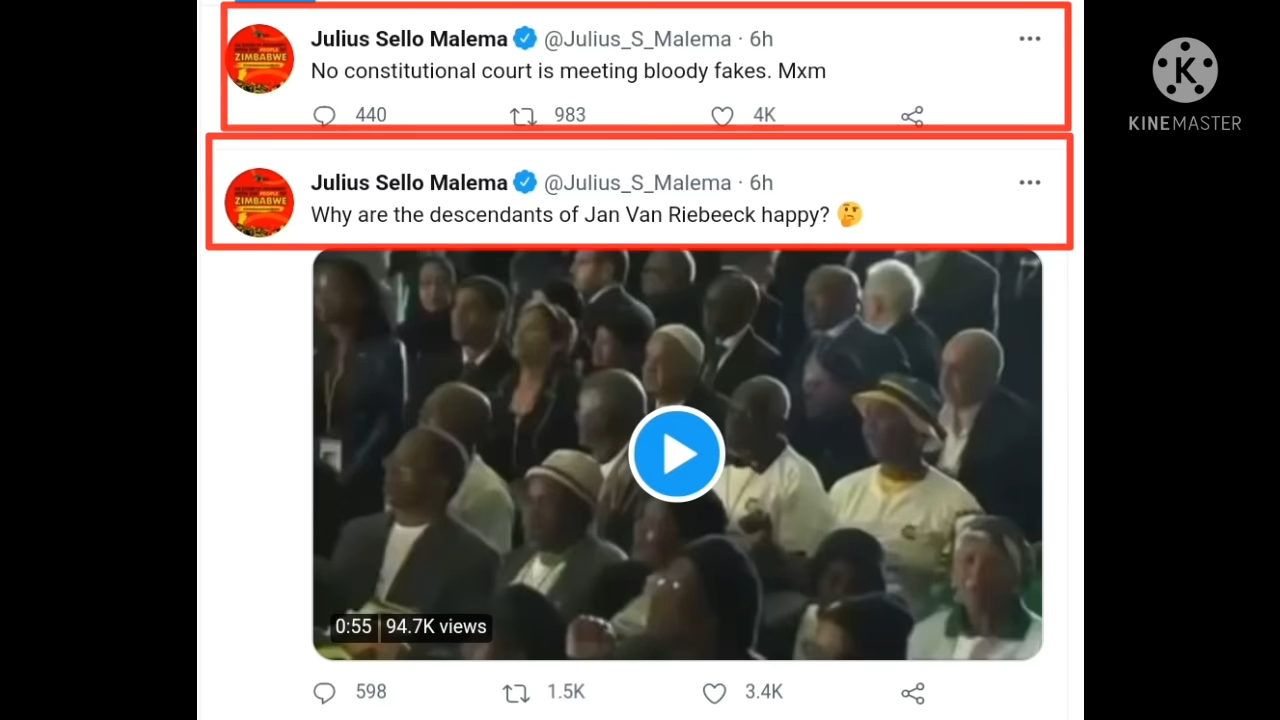 Julius Sello Malema @Julius_S_Malema · 6h
No constitutional court is meeting bloody fakes. Mxm
440 983 4K
ZIMBABWE
Julius Sello Malema @Julius_S_Malema · 6h
Why are the descendants of Jan Van Riebeeck happy? 🤔
ZIMBABWE
0:55 94.7K views
598 1.5K 3.4K
K
KINEMASTER